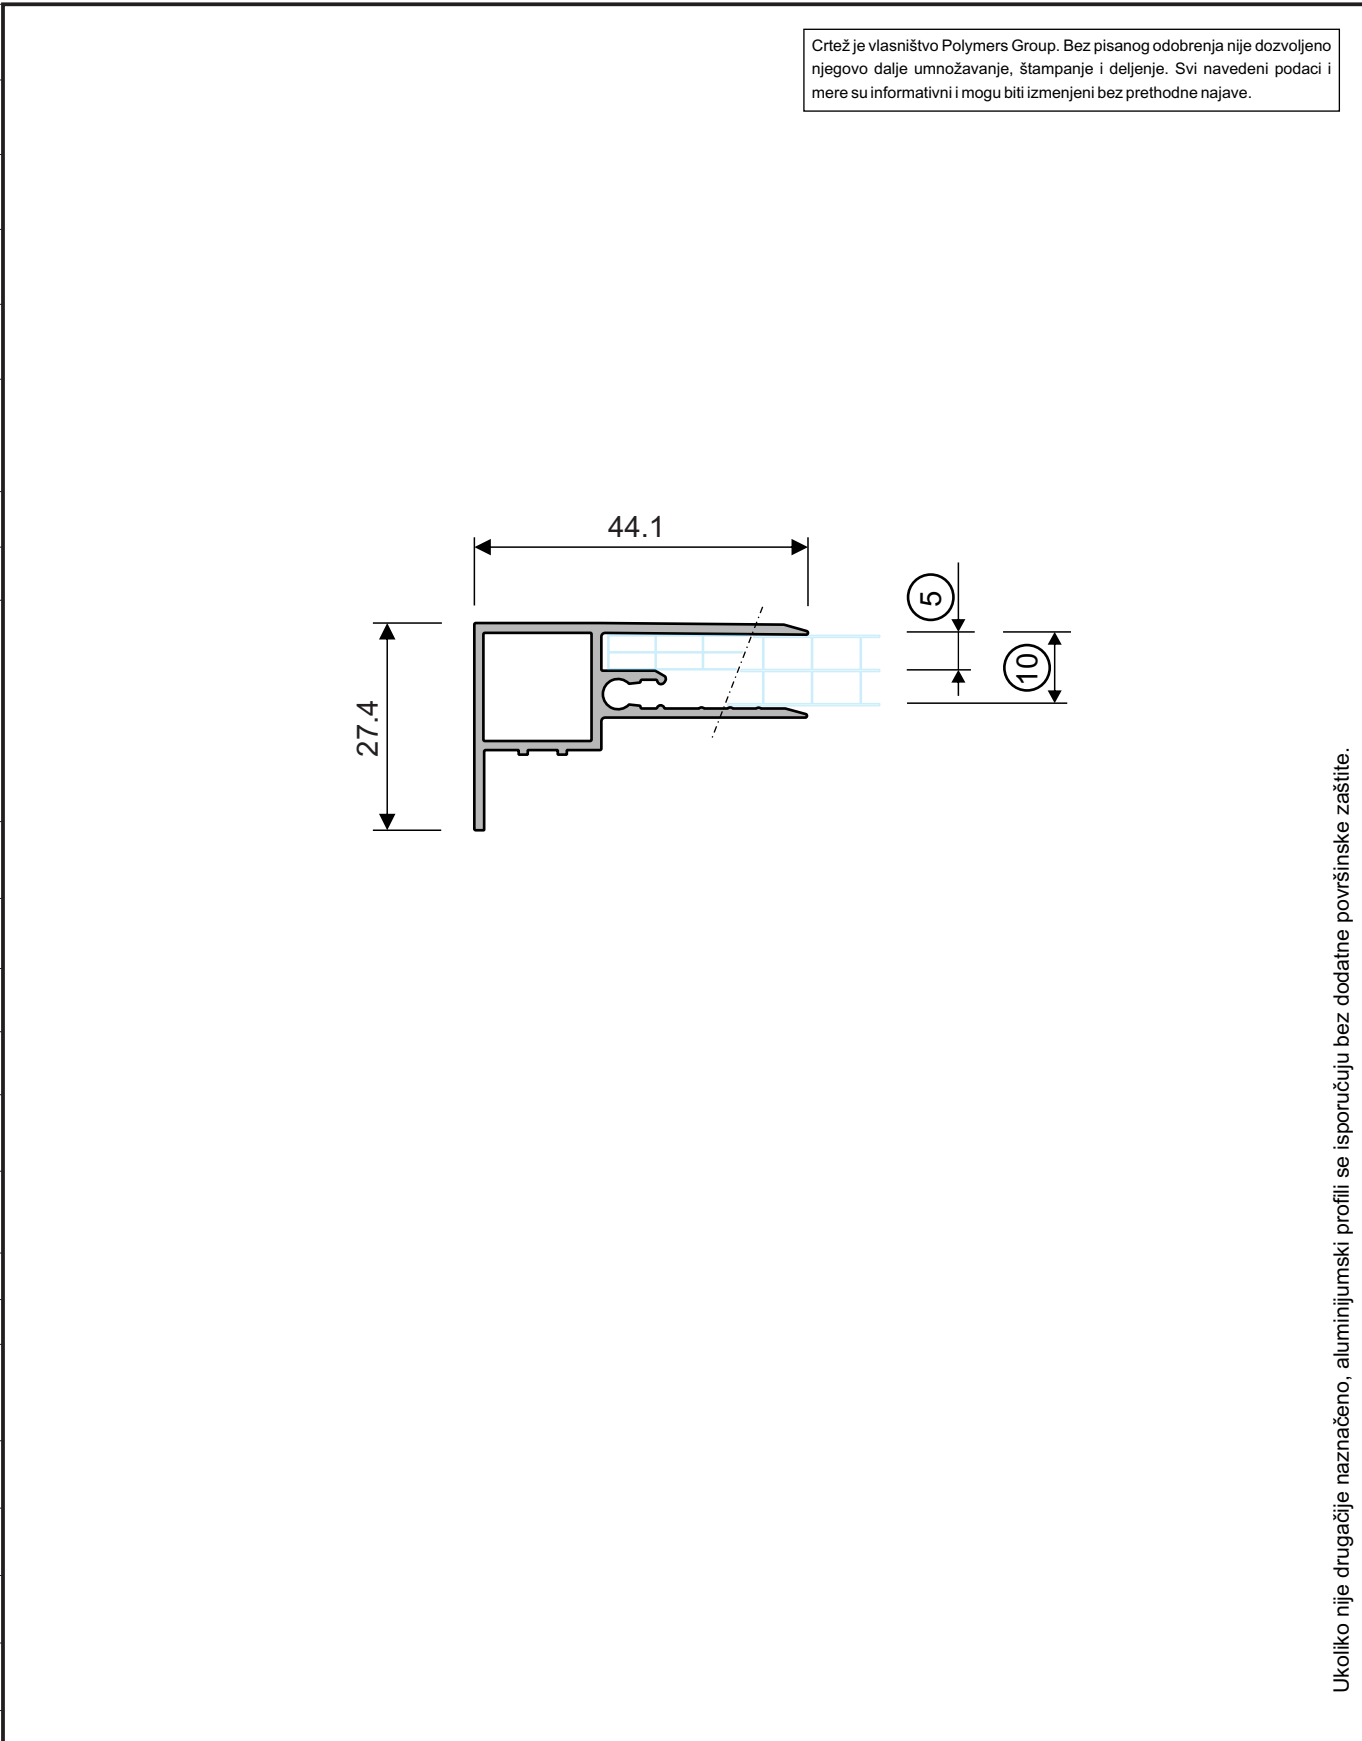 Crtež je vlasništvo Polymers Group. Bez pisanog odobrenja nije dozvoljeno
njegovo dalje umnožavanje, štampanje i deljenje. Svi navedeni podaci i
mere su informativni i mogu biti izmenjeni bez prethodne najave.
44.1
5
10
27.4
Ukoliko nije drugačije naznačeno, aluminijumski profili se isporučuju bez dodatne površinske zaštite.